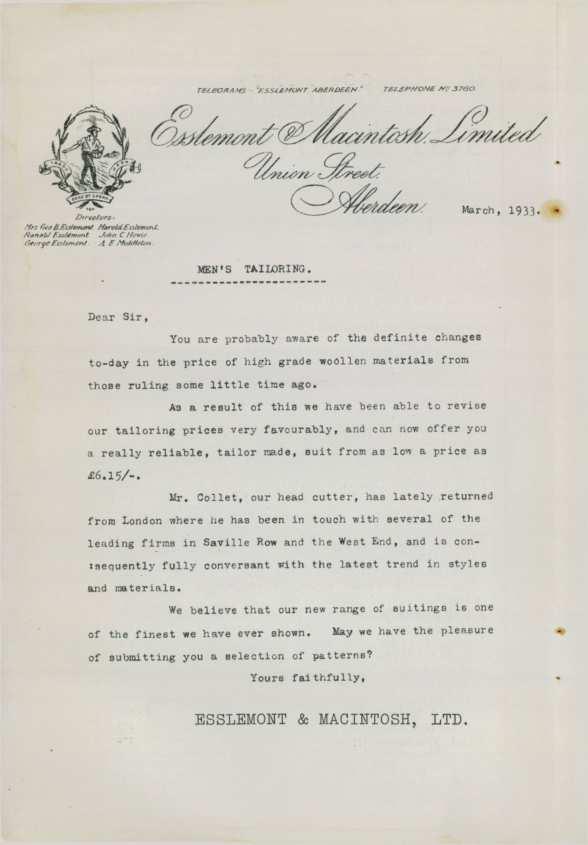 TELEGRAMS - "ESSLEMONT ABERDEEN."    TELEPHONE Nº 3760.
Esslemont & Macintosh, Limited
Union Street.
Aberdeen.
March, 1933.
Directors-
Mrs Geo B. Esslemont. Harold Esslemont.
Ronald Esslemont. John C. Howie.
George Esslemont. A. E. Middleton.
MEN'S TAILORING.
Dear Sir,
You are probably aware of the definite changes
to-day in the price of high grade woollen materials from
those ruling some little time ago.
As a result of this we have been able to revise
our tailoring prices very favourably, and can now offer you
a really reliable, tailor made, suit from as low a price as
£6.15/-.
Mr. Collet, our head cutter, has lately returned
from London where he has been in touch with several of the
leading firms in Saville Row and the West End, and is con-
:sequently fully conversant with the latest trend in styles
and materials.
We believe that our new range of suitings is one
of the finest we have ever shown. May we have the pleasure
of submitting you a selection of patterns?
Yours faithfully,
ESSLEMONT & MACINTOSH, LTD.